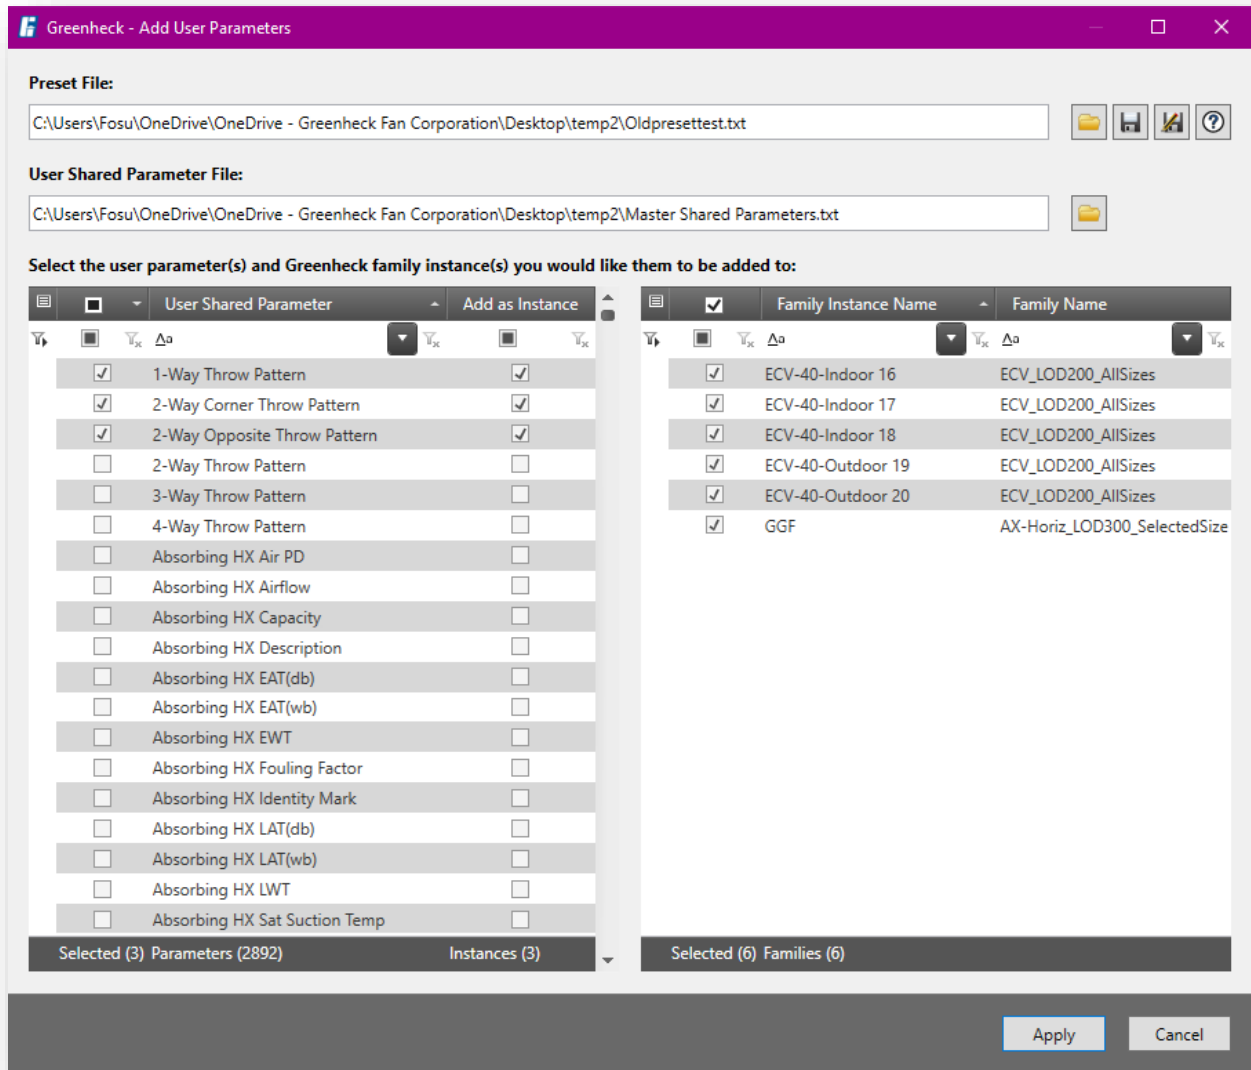 Greenheck - Add User Parameters
Preset File:
C:\Users\Fosu\OneDrive\OneDrive - Greenheck Fan Corporation\Desktop\temp2\Oldpresettest.txt
User Shared Parameter File:
C:\Users\Fosu\OneDrive\OneDrive - Greenheck Fan Corporation\Desktop\temp2\Master Shared Parameters.txt
Select the user parameter(s) and Greenheck family instance(s) you would like them to be added to:
User Shared Parameter Add as Instance
Aa
1-Way Throw Pattern
2-Way Corner Throw Pattern
2-Way Opposite Throw Pattern
2-Way Throw Pattern
3-Way Throw Pattern
4-Way Throw Pattern
Absorbing HX Air PD
Absorbing HX Airflow
Absorbing HX Capacity
Absorbing HX Description
Absorbing HX EAT(db)
Absorbing HX EAT(wb)
Absorbing HX EWT
Absorbing HX Fouling Factor
Absorbing HX Identity Mark
Absorbing HX LAT(db)
Absorbing HX LAT(wb)
Absorbing HX LWT
Absorbing HX Sat Suction Temp
Selected (3) Parameters (2892) Instances (3)
Family Instance Name Family Name
Aa Aa
ECV-40-Indoor 16 ECV_LOD200_AllSizes
ECV-40-Indoor 17 ECV_LOD200_AllSizes
ECV-40-Indoor 18 ECV_LOD200_AllSizes
ECV-40-Outdoor 19 ECV_LOD200_AllSizes
ECV-40-Outdoor 20 ECV_LOD200_AllSizes
GGF AX-Horiz_LOD300_SelectedSize
Selected (6) Families (6)
Apply Cancel